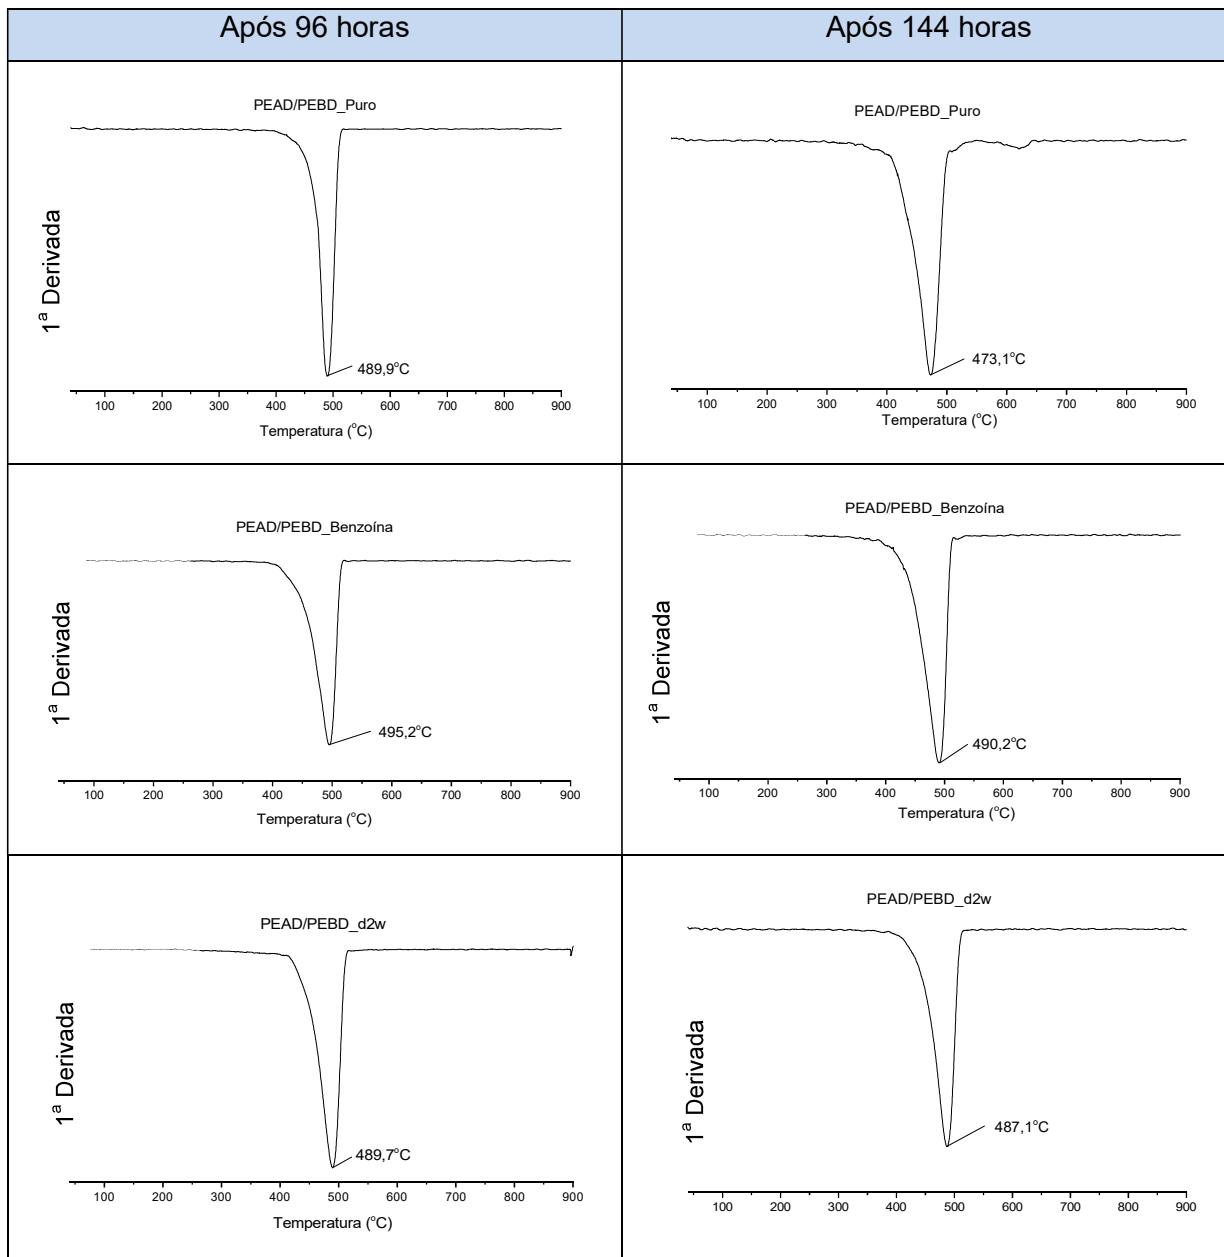 Após 96 horas
Após 144 horas
PEAD/PEBD_Puro
1ª Derivada
489,9°C
100 200 300 400 500 600 700 800 900
Temperatura (°C)
PEAD/PEBD_Puro
1ª Derivada
473,1°C
100 200 300 400 500 600 700 800 900
Temperatura (°C)
PEAD/PEBD_Benzoína
1ª Derivada
495,2°C
100 200 300 400 500 600 700 800 900
Temperatura (°C)
PEAD/PEBD_Benzoína
1ª Derivada
490,2°C
100 200 300 400 500 600 700 800 900
Temperatura (°C)
PEAD/PEBD_d2w
1ª Derivada
489,7°C
100 200 300 400 500 600 700 800 900
Temperatura (°C)
PEAD/PEBD_d2w
1ª Derivada
487,1°C
100 200 300 400 500 600 700 800 900